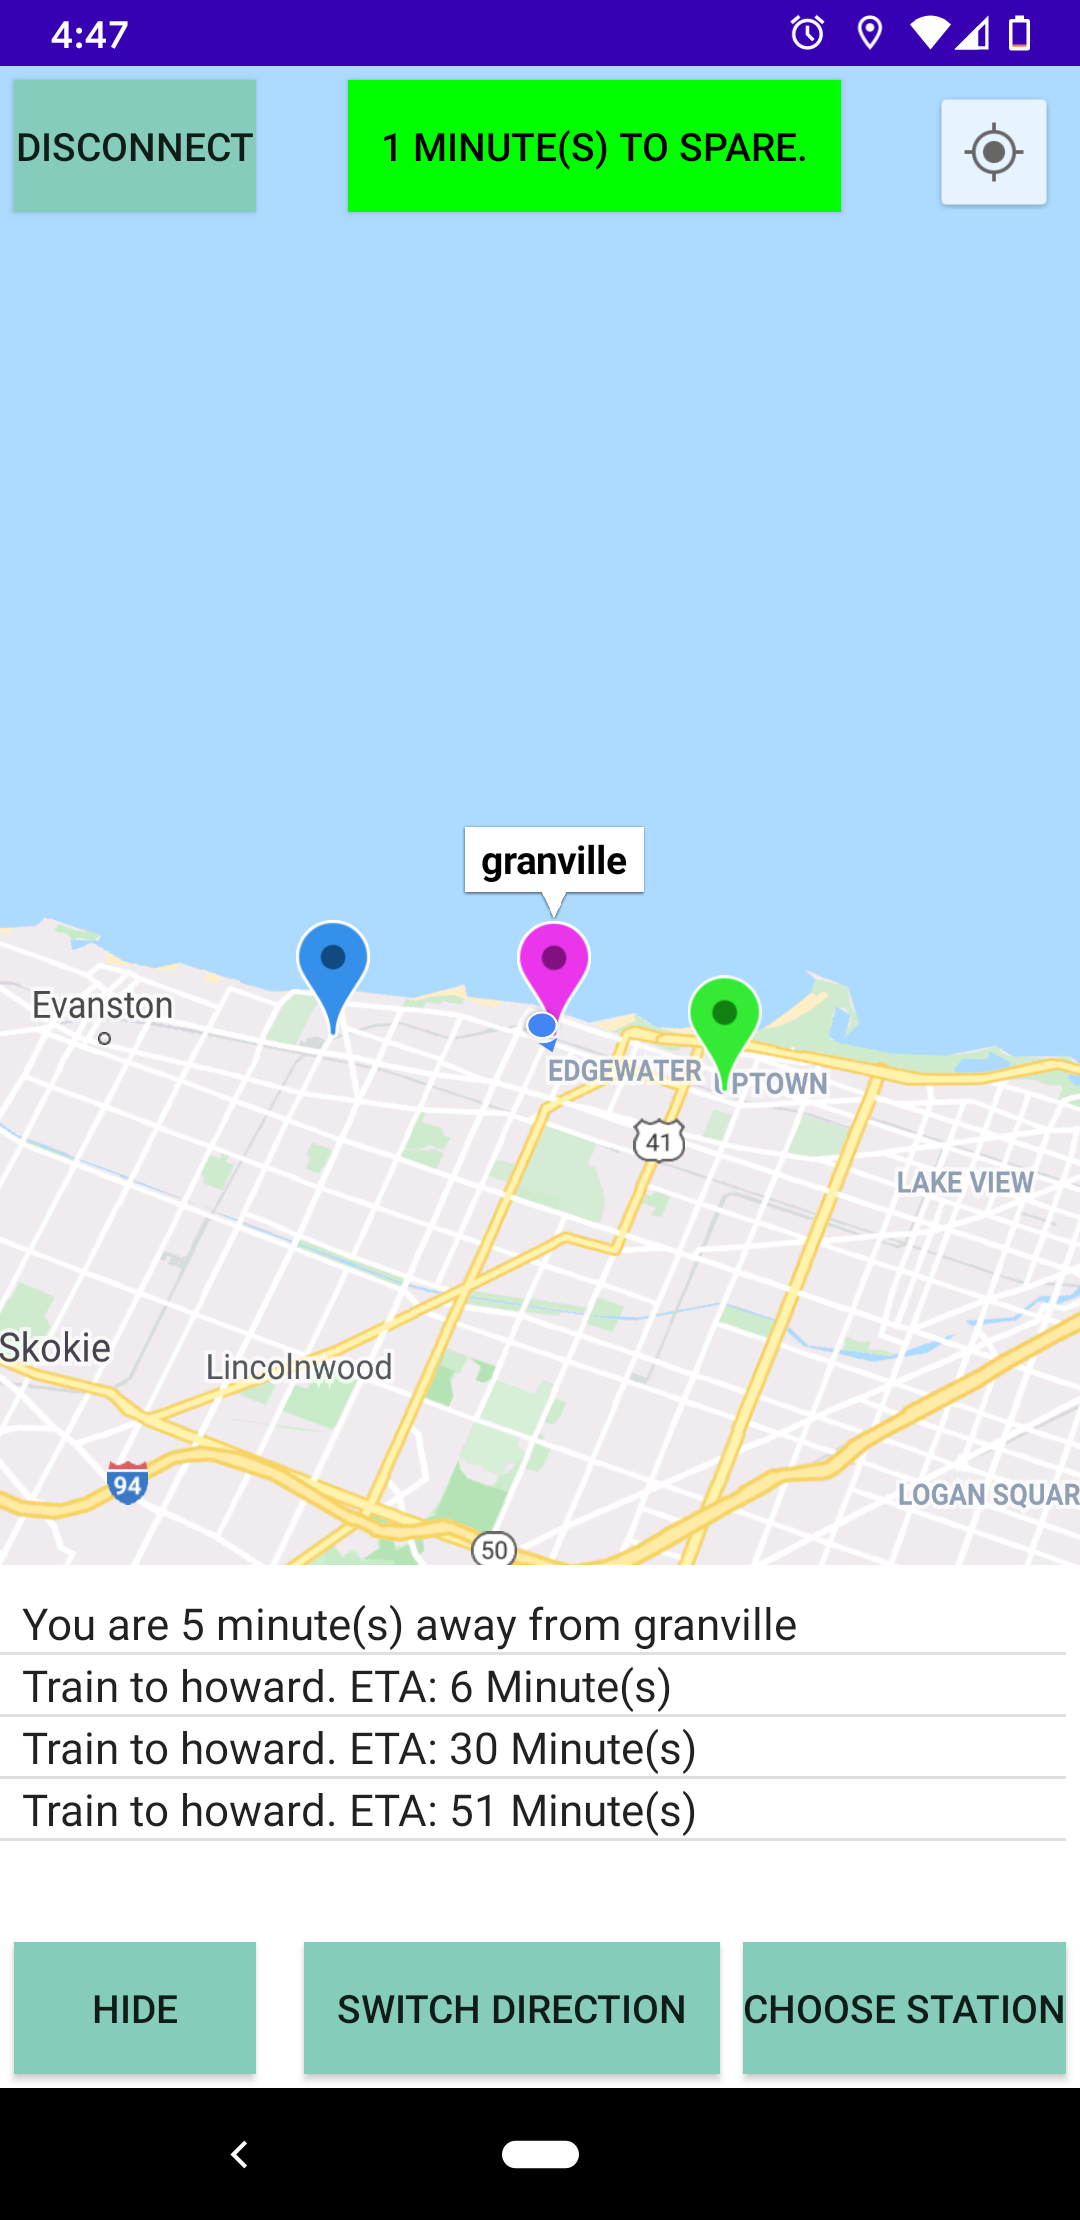 4:47
DISCONNECT
1 MINUTE(S) TO SPARE.
granville
Evanston
EDGEWATER
UPTOWN
41
LAKE VIEW
Skokie
Lincolnwood
94
LOGAN SQUAR
50
You are 5 minute(s) away from granville
Train to howard. ETA: 6 Minute(s)
Train to howard. ETA: 30 Minute(s)
Train to howard. ETA: 51 Minute(s)
HIDE
SWITCH DIRECTION
CHOOSE STATION